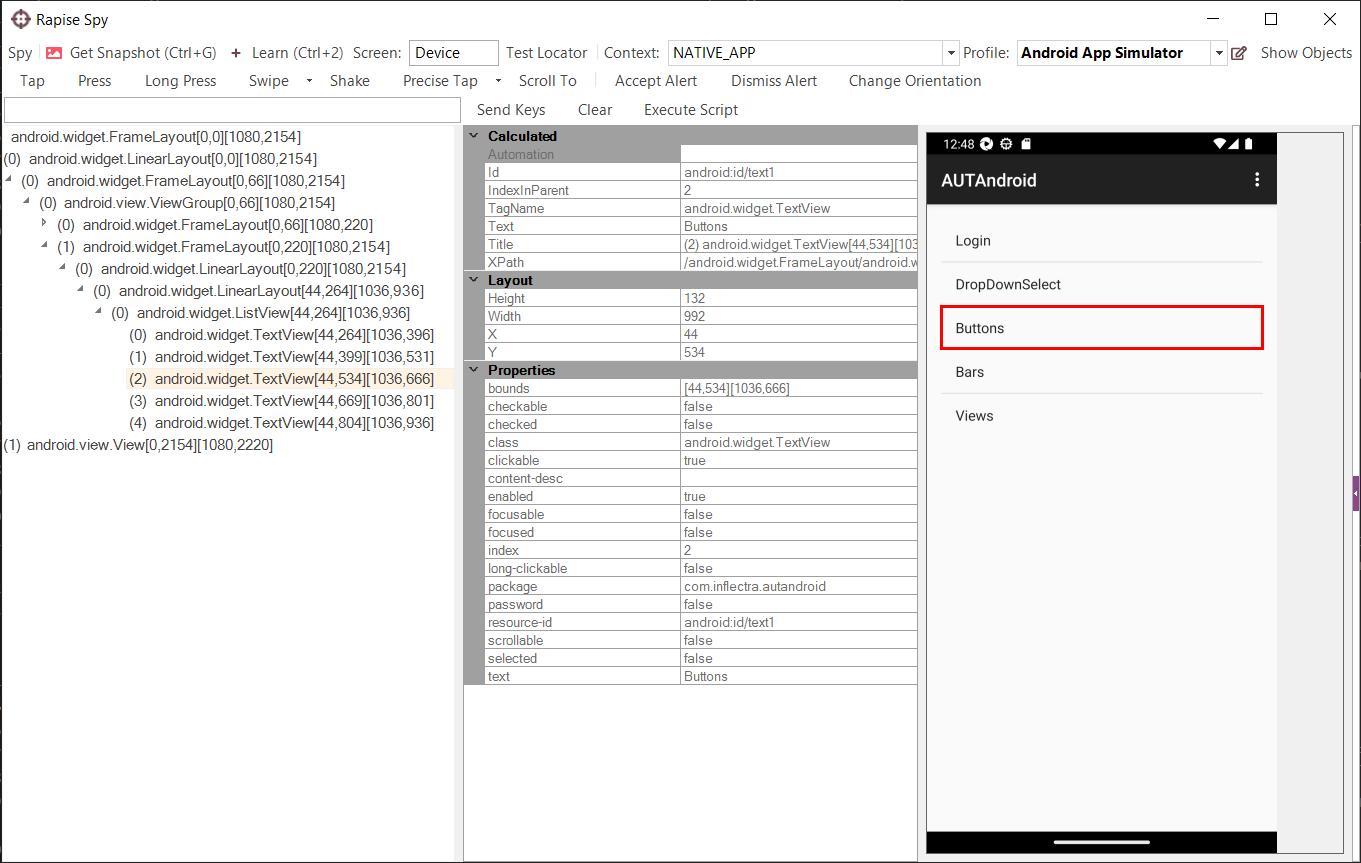 Rapise Spy
Spy Get Snapshot (Ctrl+G) + Learn (Ctrl+2) Screen: Device Test Locator Context: NATIVE_APP Profile: Android App Simulator Show Objects
Tap Press Long Press Swipe Shake Precise Tap Scroll To Accept Alert Dismiss Alert Change Orientation
Send Keys Clear Execute Script
android.widget.FrameLayout[0,0][1080,2154]
(0) android.widget.LinearLayout[0,0][1080,2154]
(0) android.widget.FrameLayout[0,66][1080,2154]
(0) android.view.ViewGroup[0,66][1080,2154]
(0) android.widget.FrameLayout[0,66][1080,220]
(1) android.widget.FrameLayout[0,220][1080,2154]
(0) android.widget.LinearLayout[0,220][1080,2154]
(0) android.widget.LinearLayout[44,264][1036,936]
(0) android.widget.ListView[44,264][1036,936]
(0) android.widget.TextView[44,264][1036,396]
(1) android.widget.TextView[44,399][1036,531]
(2) android.widget.TextView[44,534][1036,666]
(3) android.widget.TextView[44,669][1036,801]
(4) android.widget.TextView[44,804][1036,936]
(1) android.view.View[0,2154][1080,2220]
Calculated
Automation
Id android:id/text1
IndexInParent 2
TagName android.widget.TextView
Text Buttons
Title (2) android.widget.TextView[44,534][103
XPath /android.widget.FrameLayout/android.w
Layout
Height 132
Width 992
X 44
Y 534
Properties
bounds [44,534][1036,666]
checkable false
checked false
class android.widget.TextView
clickable true
content-desc
enabled true
focusable false
focused false
index 2
long-clickable false
package com.inflectra.autandroid
password false
resource-id android:id/text1
scrollable false
selected false
text Buttons
12:48
AUTAndroid
Login
DropDownSelect
Buttons
Bars
Views